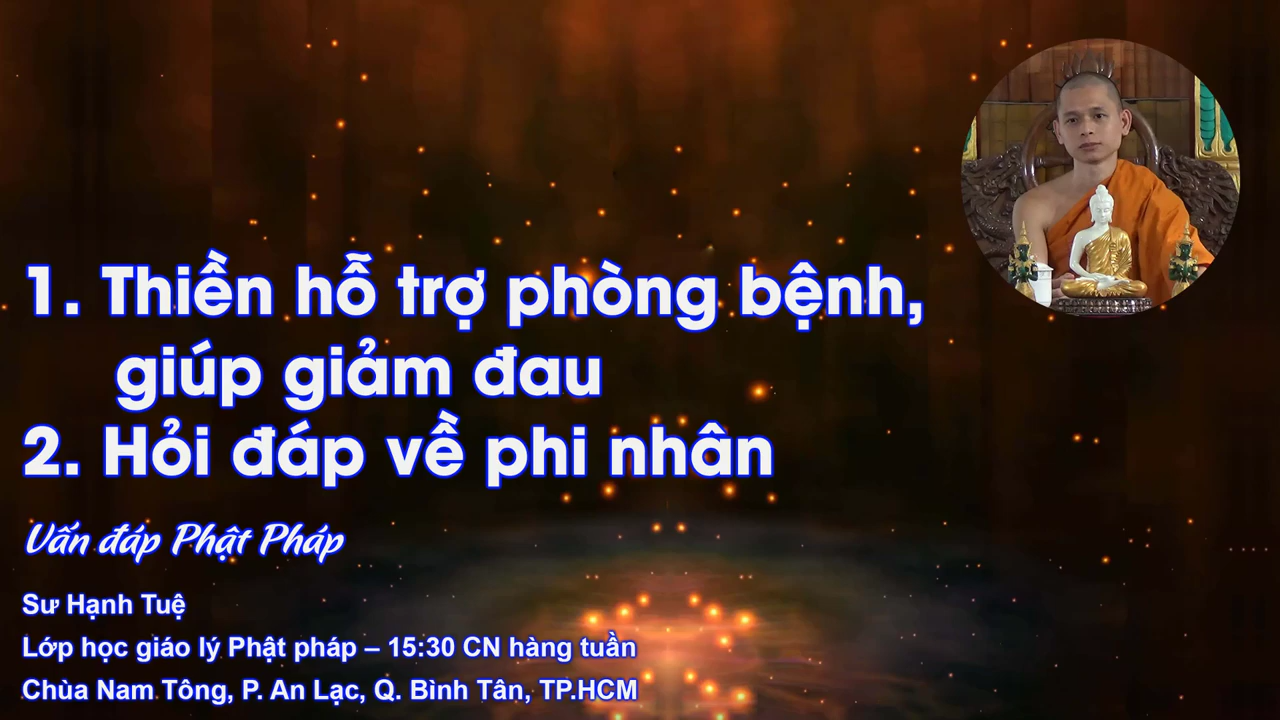 1. Thiền hỗ trợ phòng bệnh,
giúp giảm đau
2. Hỏi đáp về phi nhân
Vấn đáp Phật Pháp
Sư Hạnh Tuệ
Lớp học giáo lý Phật pháp – 15:30 CN hàng tuần
Chùa Nam Tông, P. An Lạc, Q. Bình Tân, TP.HCM